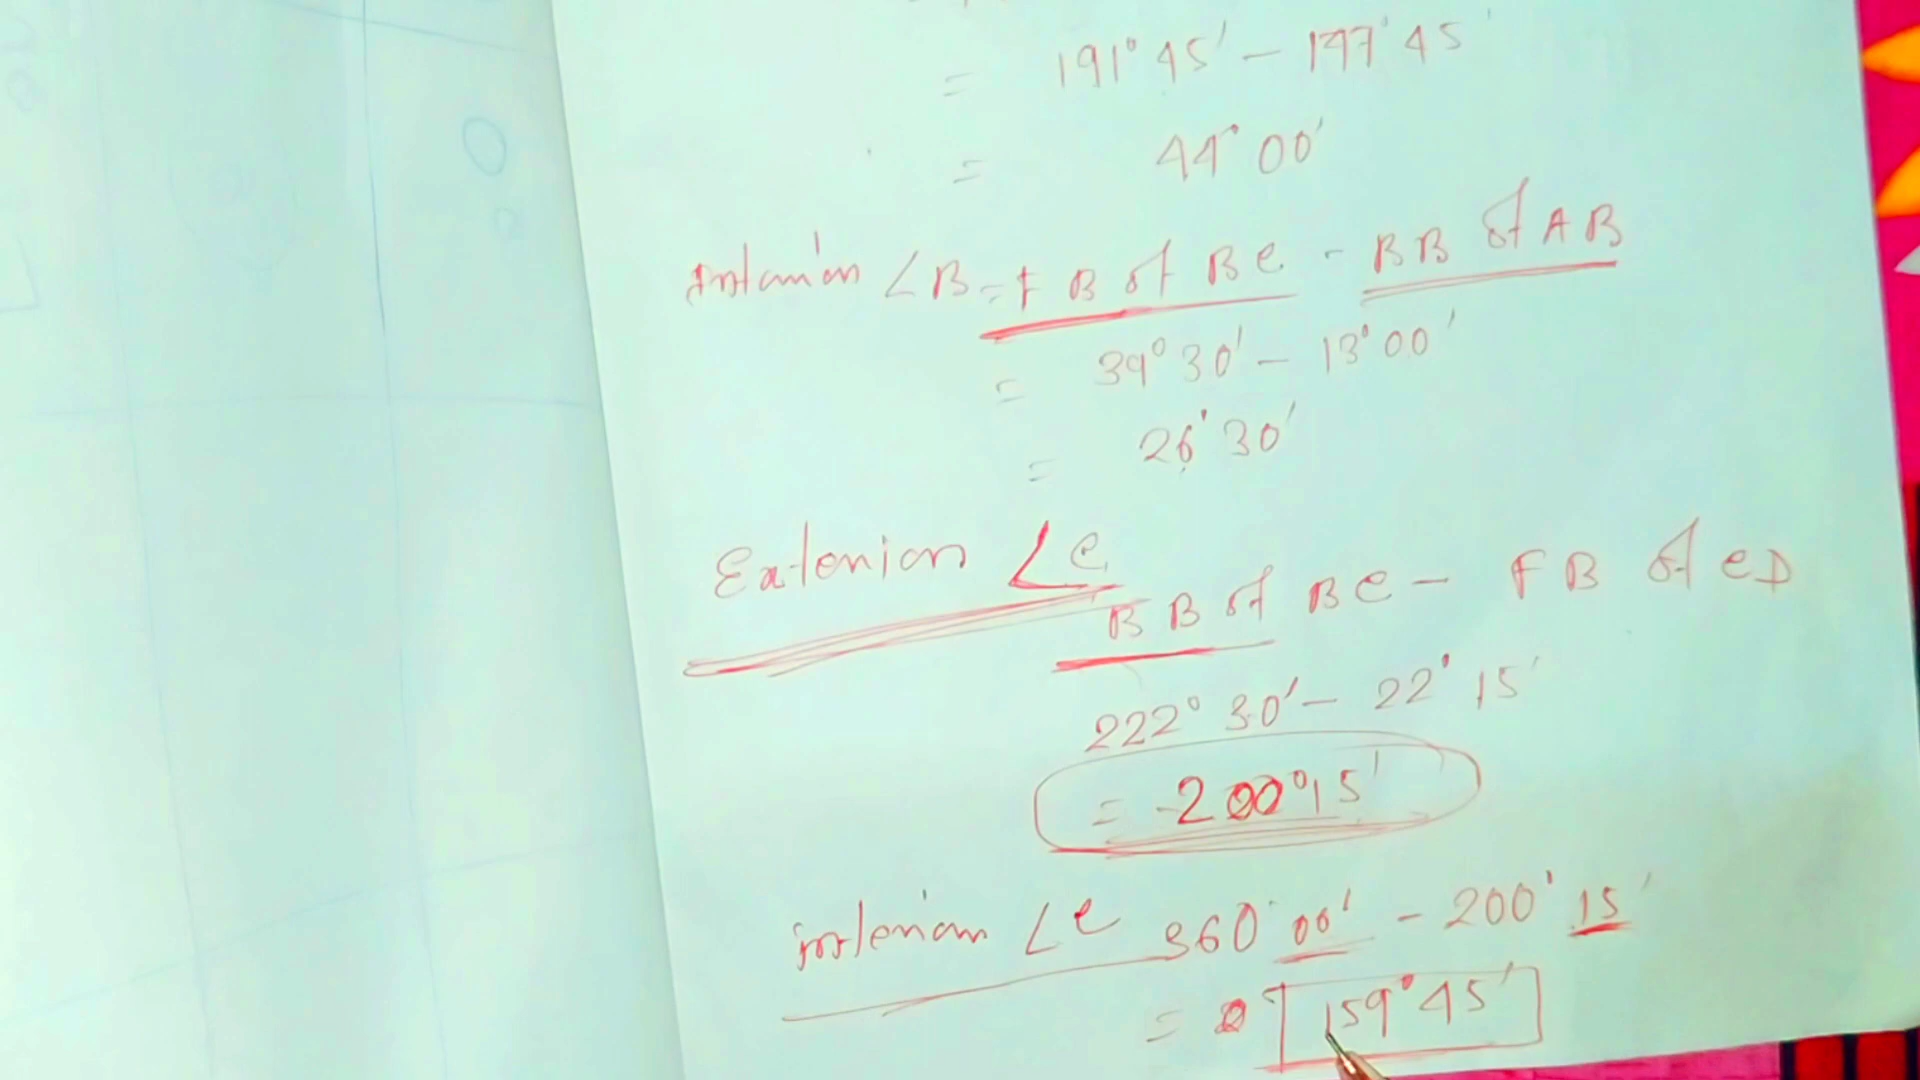 = 191° 45' - 147° 45'
= 44° 00'
interior ∠B = FB of BC - BB of AB
= 39° 30' - 13° 00'
= 26° 30'
Exterior ∠C
BB of BC - FB of CD
222° 30' - 22° 15'
= 200° 15'
interior ∠C 360° 00' - 200° 15'
= 159° 45'